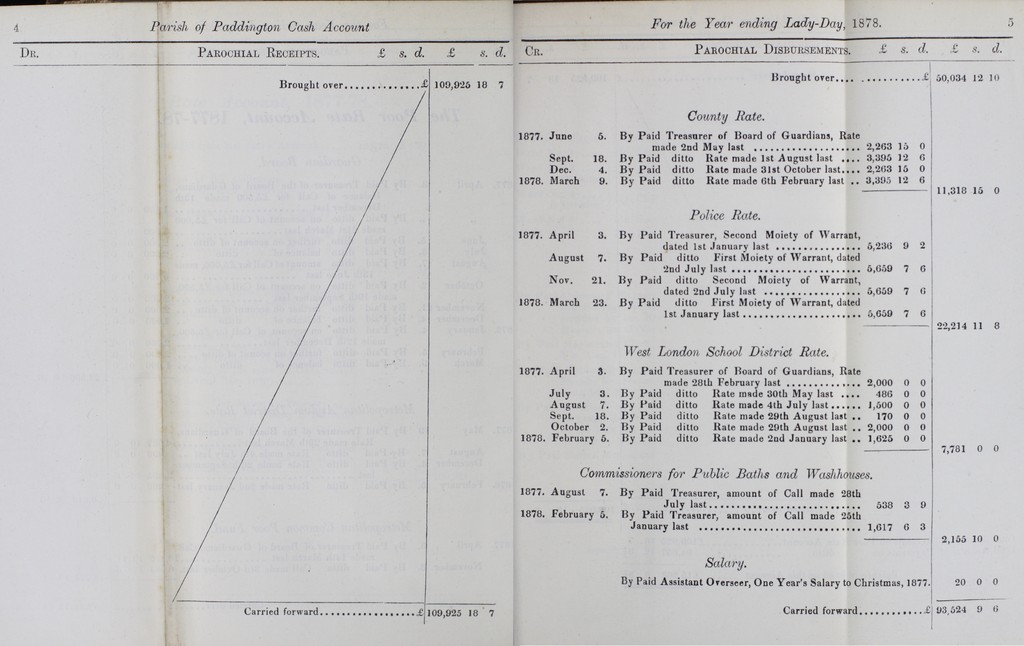 4 Parish of Paddington Cash Account
DR. PAROCHIAL RECEIPTS. £ s. d. £ s. d.
Brought over..............£ 109,925 18 7
Carried forward..................£ 109,925 18 7
For the Year ending Lady-Day, 1878. 5
CR. PAROCHIAL DISBURSEMENTS. £ s. d. £ s. d.
Brought over.... ...........£ 50,034 12 10
County Rate.
1877. June 5. By Paid Treasurer of Board of Guardians, Rate
made 2nd May last ................... 2,263 15 0
Sept. 18. By Paid ditto Rate made 1st August last .... 3,395 12 6
Dec. 4. By Paid ditto Rate made 31st October last.... 2,263 15 0
1878. March 9. By Paid ditto Rate made 6th February last .. 3,395 12 6
11,318 15 0
Police Rate.
1877. April 3. By Paid Treasurer, Second Moiety of Warrant,
dated 1st January last ................ 5,236 9 2
August 7. By Paid ditto First Moiety of Warrant, dated
2nd July last ........................ 5,659 7 6
Nov. 21. By Paid ditto Second Moiety of Warrant,
dated 2nd July last .................. 5,659 7 6
1878. March 23. By Paid ditto First Moiety of Warrant, dated
1st January last...................... 5,659 7 6
22,214 11 8
West London School District Rate.
1877. April 3. By Paid Treasurer of Board of Guardians, Rate
made 28th February last .............. 2,000 0 0
July 3. By Paid ditto Rate made 30th May last .... 486 0 0
August 7. By Paid ditto Rate made 4th July last...... 1,500 0 0
Sept. 18. By Paid ditto Rate made 29th August last .. 170 0 0
October 2. By Paid ditto Rate made 29th August last .. 2,000 0 0
1878. February 5. By Paid ditto Rate made 2nd January last .. 1,625 0 0
7,781 0 0
Commissioners for Public Baths and Washhouses.
1877. August 7. By Paid Treasurer, amount of Call made 28th
July last............................ 538 3 9
1878. February 5. By Paid Treasurer, amount of Call made 25th
January last ............................ 1,617 6 3
2,155 10 0
Salary.
By Paid Assistant Overseer, One Year's Salary to Christmas, 1877. 20 0 0
Carried forward............£ 93,524 9 6